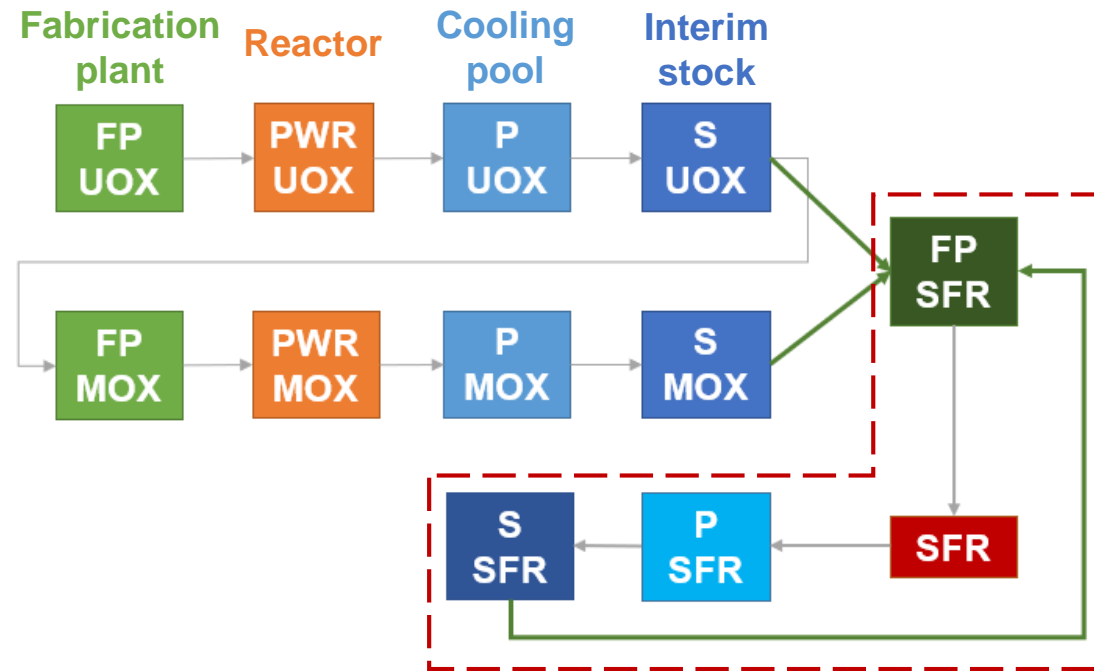 Fabrication
plant
Reactor
Cooling
pool
Interim
stock
FP
UOX
PWR
UOX
P
UOX
S
UOX
FP
SFR
FP
MOX
PWR
MOX
P
MOX
S
MOX
S
SFR
P
SFR
SFR